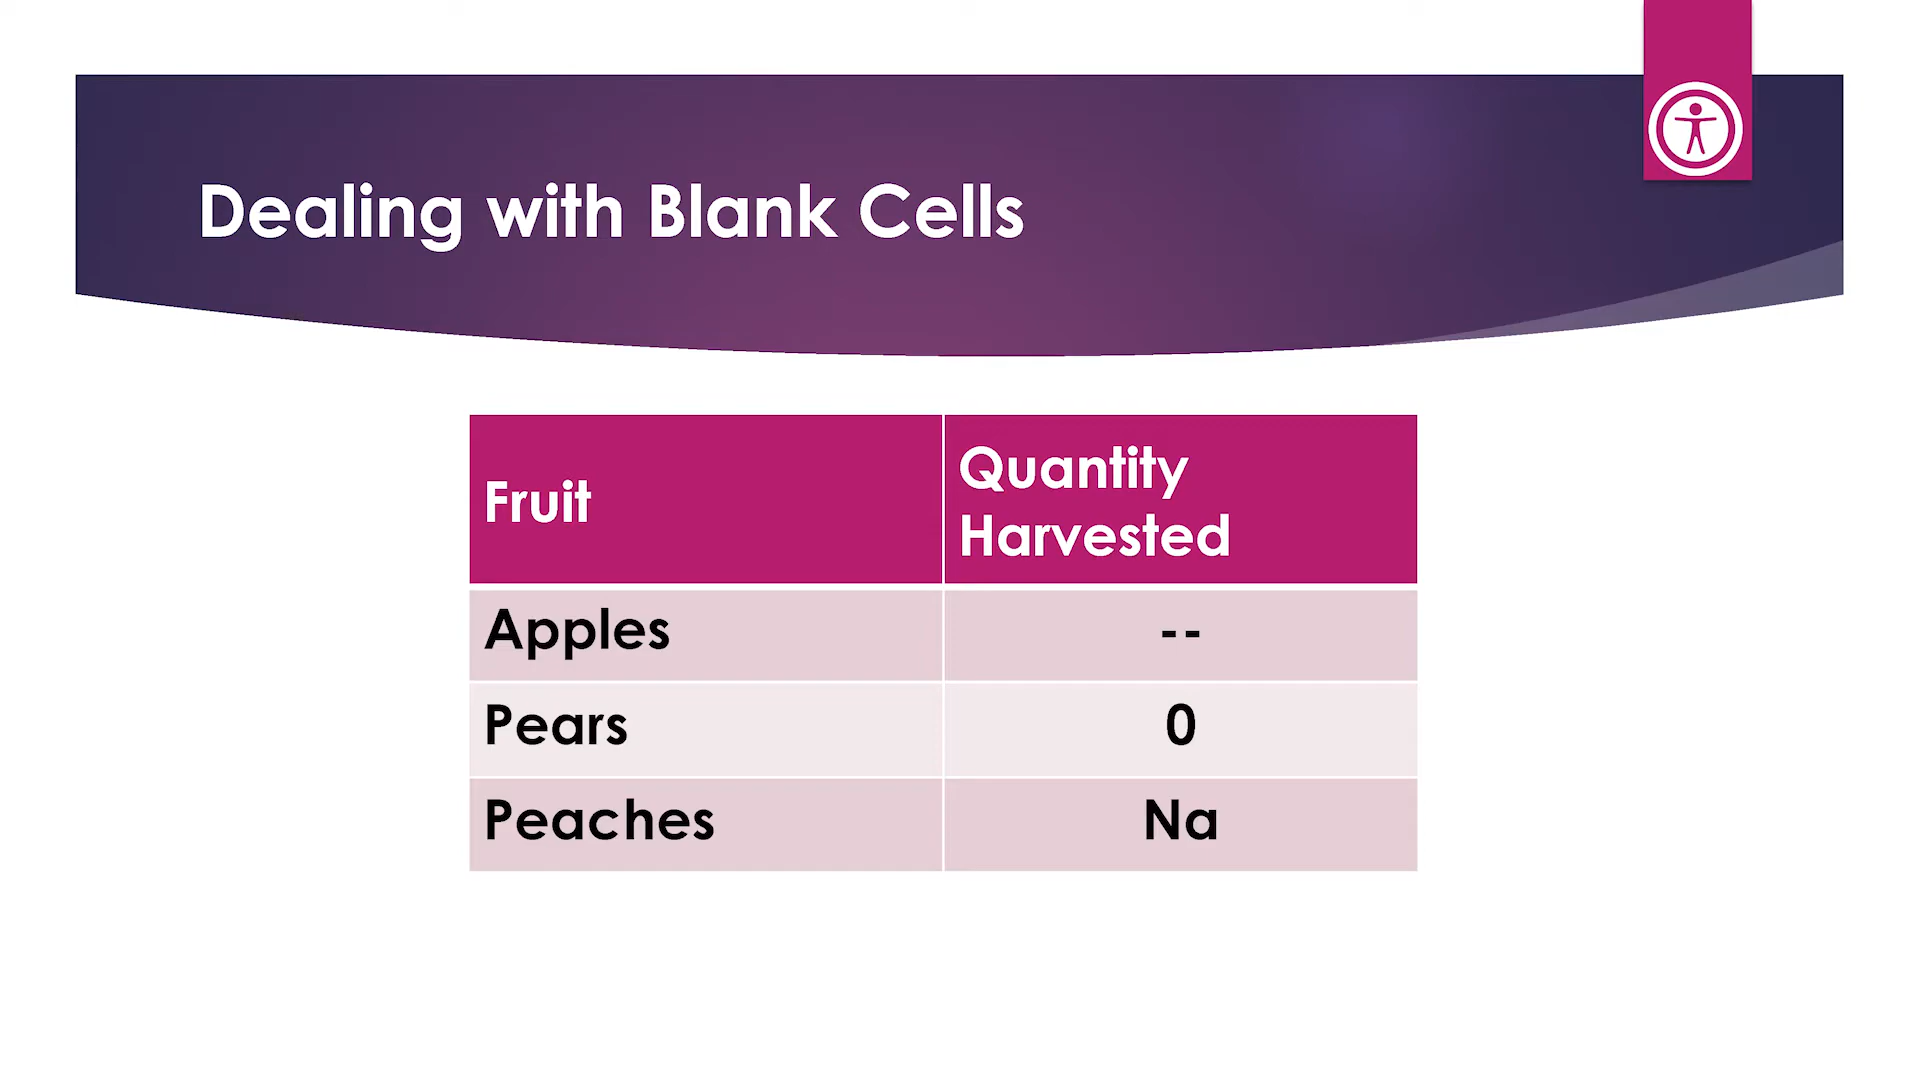 Dealing with Blank Cells
Fruit
Quantity
Harvested
Apples
--
Pears
0
Peaches
Na